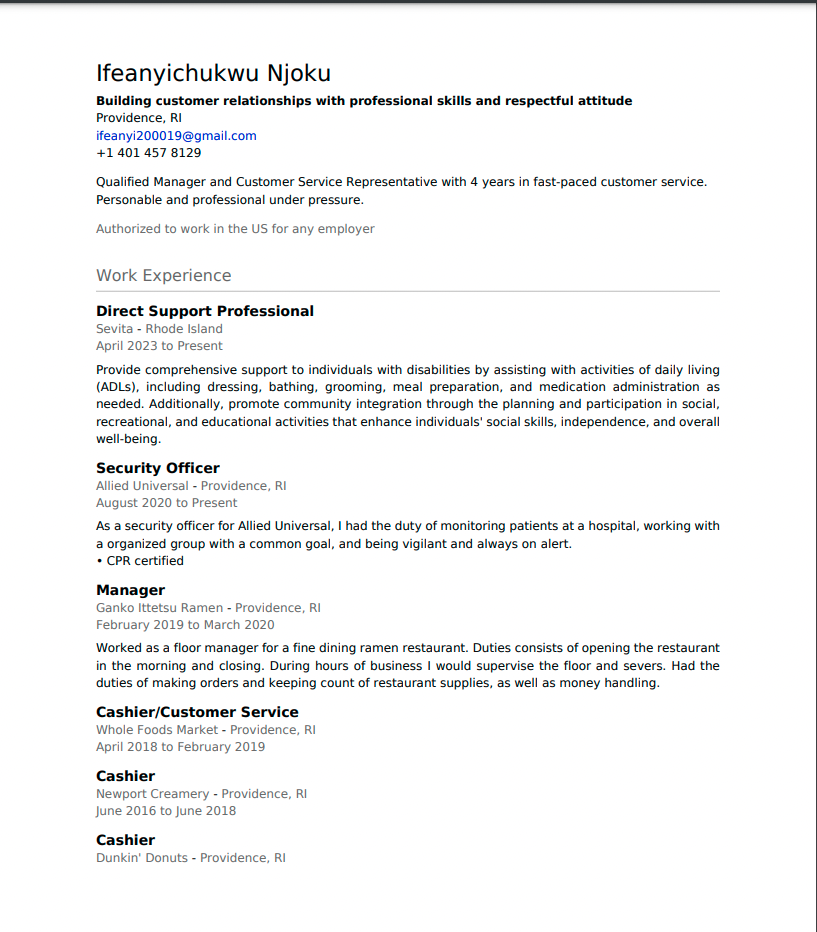 Ifeanyichukwu Njoku
Building customer relationships with professional skills and respectful attitude
Providence, RI
ifeanyi200019@gmail.com
+1 401 457 8129
Qualified Manager and Customer Service Representative with 4 years in fast-paced customer service.
Personable and professional under pressure.
Authorized to work in the US for any employer
Work Experience
Direct Support Professional
Sevita - Rhode Island
April 2023 to Present
Provide comprehensive support to individuals with disabilities by assisting with activities of daily living
(ADLs), including dressing, bathing, grooming, meal preparation, and medication administration as
needed. Additionally, promote community integration through the planning and participation in social,
recreational, and educational activities that enhance individuals' social skills, independence, and overall
well-being.
Security Officer
Allied Universal - Providence, RI
August 2020 to Present
As a security officer for Allied Universal, I had the duty of monitoring patients at a hospital, working with
a organized group with a common goal, and being vigilant and always on alert.
• CPR certified
Manager
Ganko Ittetsu Ramen - Providence, RI
February 2019 to March 2020
Worked as a floor manager for a fine dining ramen restaurant. Duties consists of opening the restaurant
in the morning and closing. During hours of business I would supervise the floor and severs. Had the
duties of making orders and keeping count of restaurant supplies, as well as money handling.
Cashier/Customer Service
Whole Foods Market - Providence, RI
April 2018 to February 2019
Cashier
Newport Creamery - Providence, RI
June 2016 to June 2018
Cashier
Dunkin' Donuts - Providence, RI